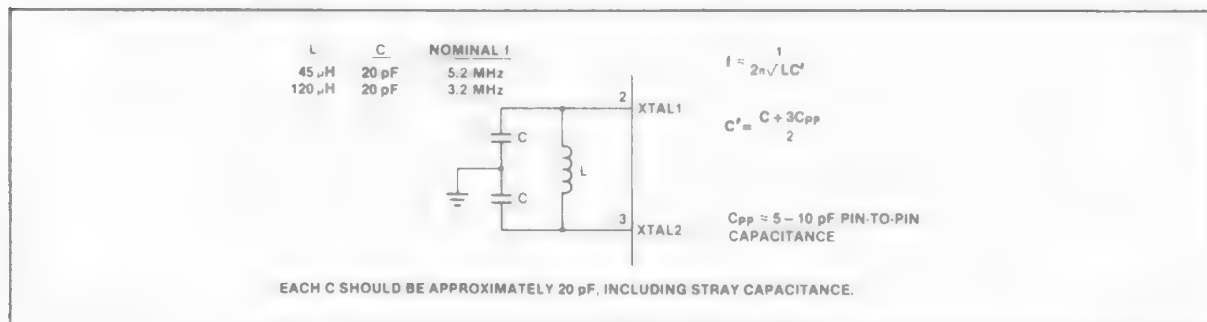 L C NOMINAL f
45 μH 20 pF 5.2 MHz
120 μH 20 pF 3.2 MHz
f = 1 / 2π√LC'
C' = C + 3Cpp / 2
2
XTAL1
C
L
C
3
XTAL2
Cpp ≈ 5 – 10 pF PIN-TO-PIN
CAPACITANCE
EACH C SHOULD BE APPROXIMATELY 20 pF, INCLUDING STRAY CAPACITANCE.